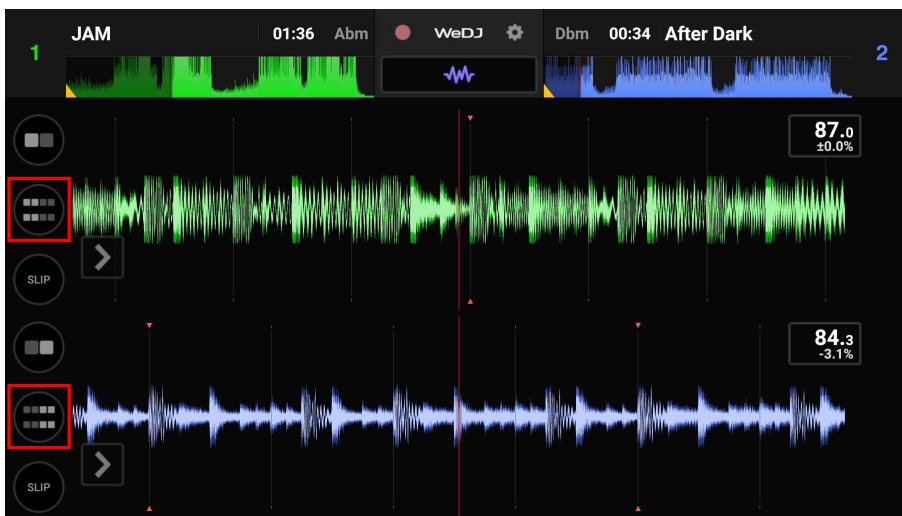 JAM 01:36 Abm WeDJ Dbm 00:34 After Dark
1 2
87.0
±0.0%
SLIP
84.3
-3.1%
SLIP